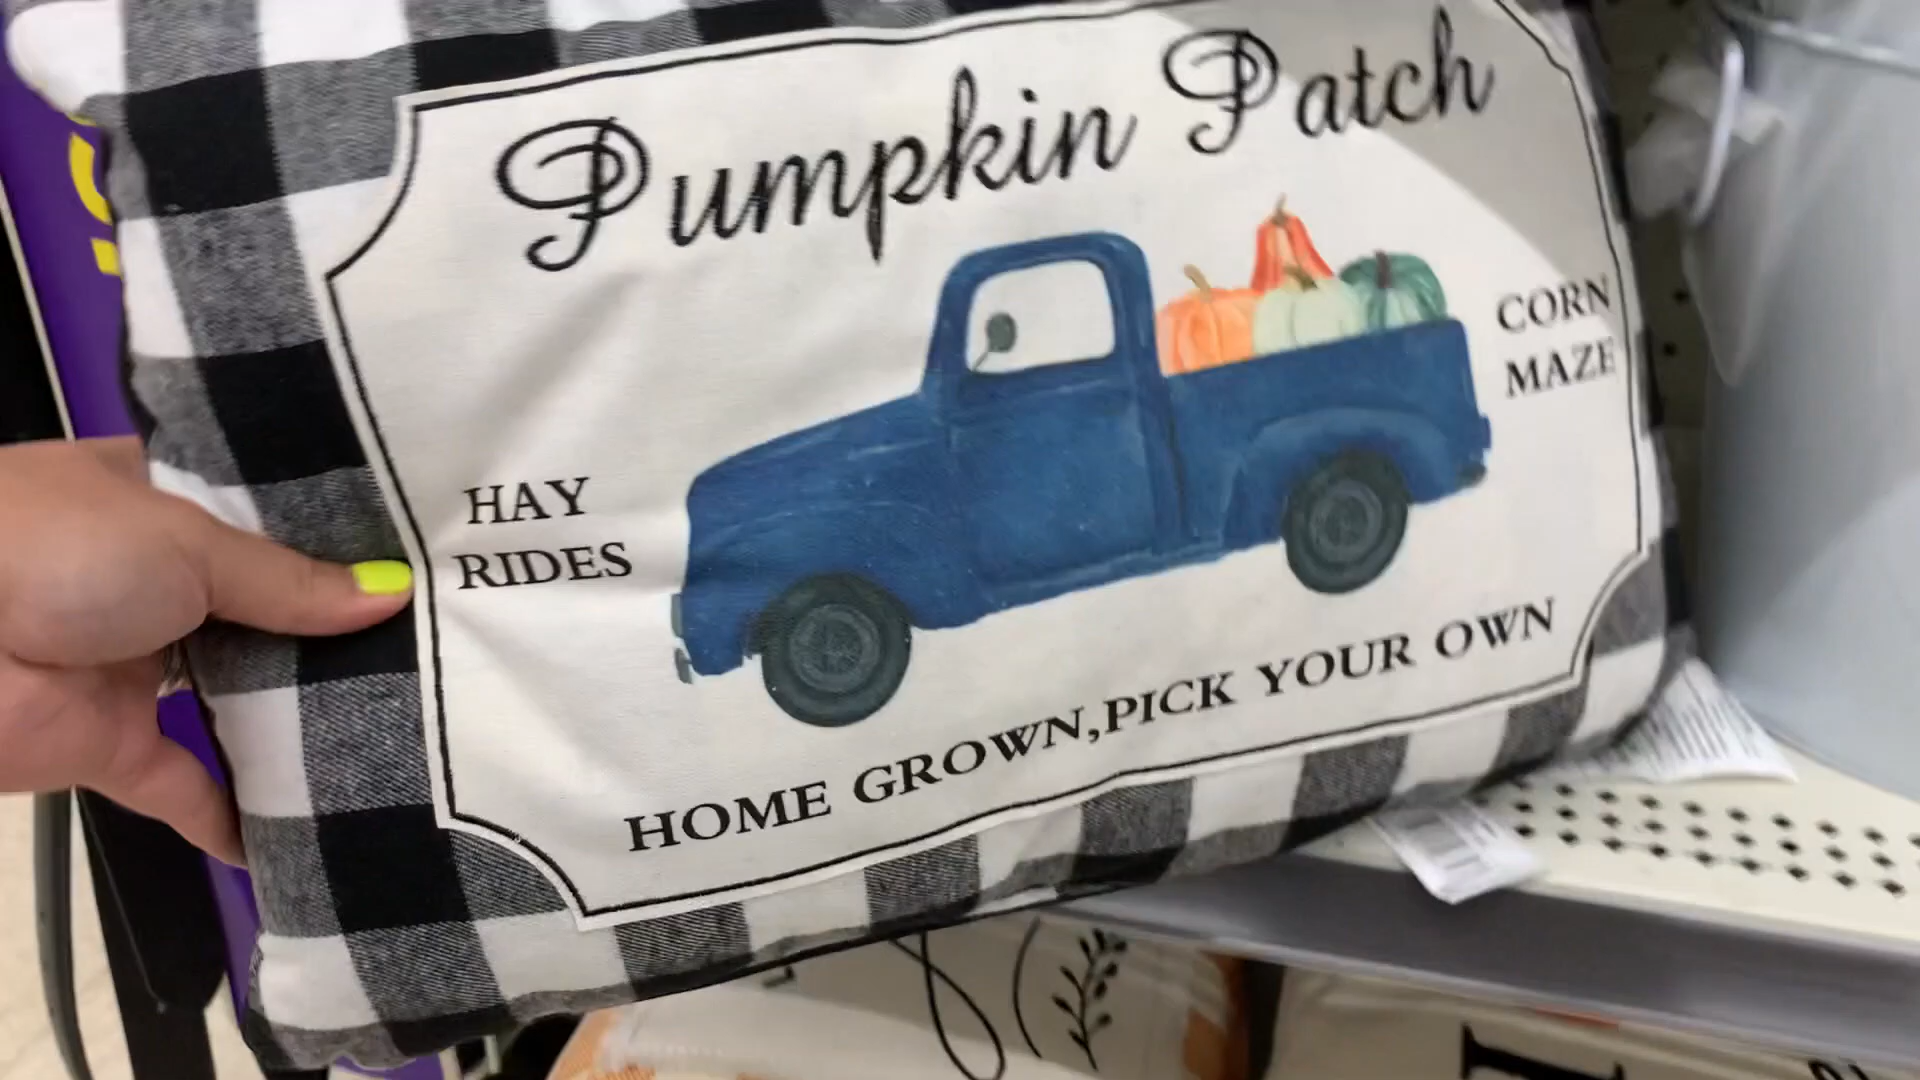 Pumpkin Patch
CORN
MAZE
HAY
RIDES
HOME GROWN,PICK YOUR OWN